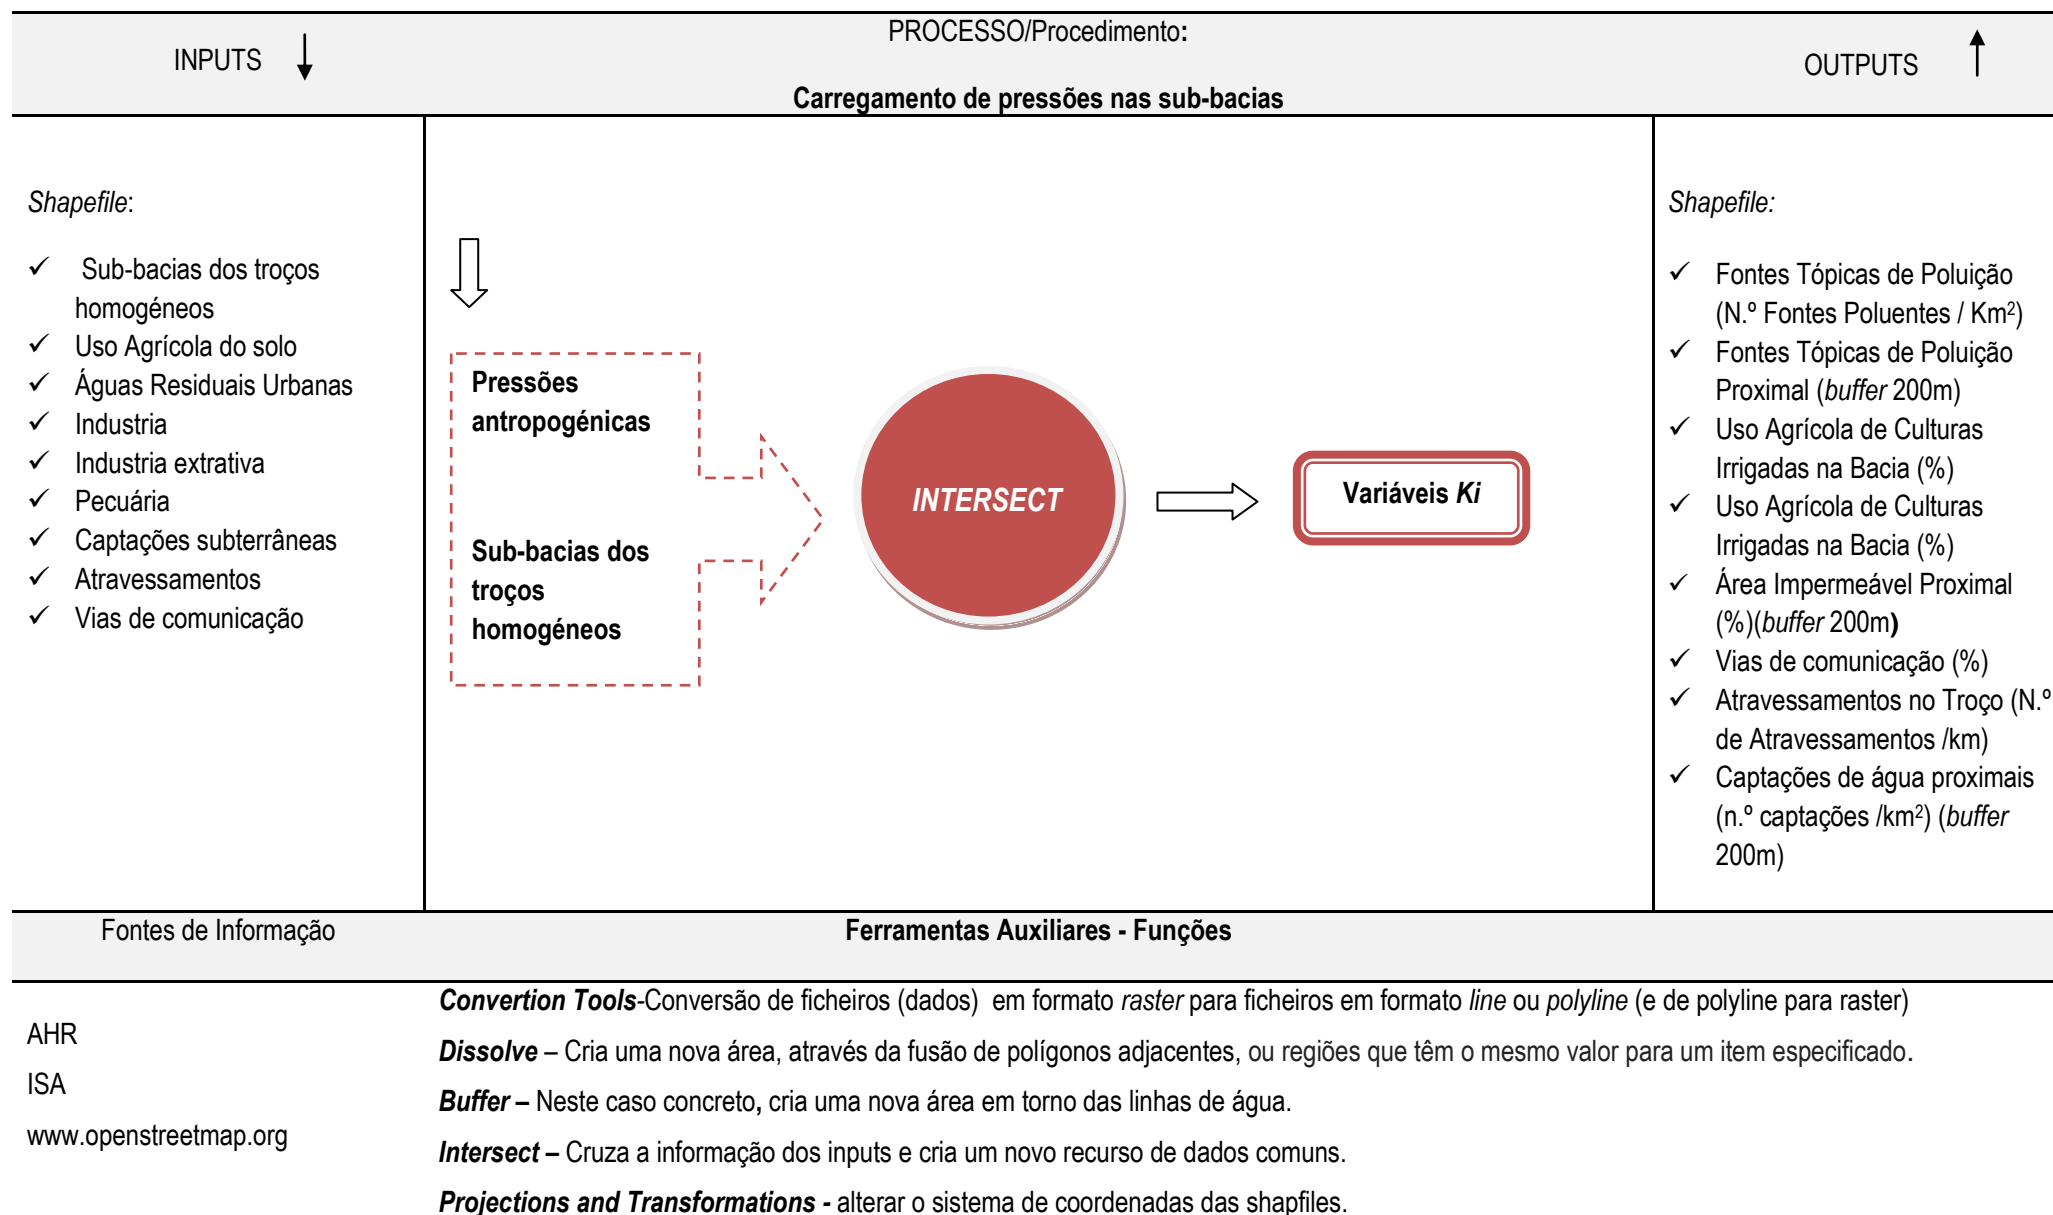 INPUTS
PROCESSO/Procedimento:
Carregamento de pressões nas sub-bacias
OUTPUTS
Shapefile:
✓ Sub-bacias dos troços
homogéneos
✓ Uso Agrícola do solo
✓ Águas Residuais Urbanas
✓ Industria
✓ Industria extrativa
✓ Pecuária
✓ Captações subterrâneas
✓ Atravessamentos
✓ Vias de comunicação
Pressões
antropogénicas
Sub-bacias dos
troços
homogéneos
INTERSECT
Variáveis Ki
Shapefile:
✓ Fontes Tópicas de Poluição
(N.º Fontes Poluentes / Km²)
✓ Fontes Tópicas de Poluição
Proximal (buffer 200m)
✓ Uso Agrícola de Culturas
Irrigadas na Bacia (%)
✓ Uso Agrícola de Culturas
Irrigadas na Bacia (%)
✓ Área Impermeável Proximal
(%)(buffer 200m)
✓ Vias de comunicação (%)
✓ Atravessamentos no Troço (N.º
de Atravessamentos /km)
✓ Captações de água proximais
(n.º captações /km²) (buffer
200m)
Fontes de Informação
Ferramentas Auxiliares - Funções
AHR
ISA
www.openstreetmap.org
Convertion Tools-Conversão de ficheiros (dados) em formato raster para ficheiros em formato line ou polyline (e de polyline para raster)
Dissolve – Cria uma nova área, através da fusão de polígonos adjacentes, ou regiões que têm o mesmo valor para um item especificado.
Buffer – Neste caso concreto, cria uma nova área em torno das linhas de água.
Intersect – Cruza a informação dos inputs e cria um novo recurso de dados comuns.
Projections and Transformations - alterar o sistema de coordenadas das shapfiles.